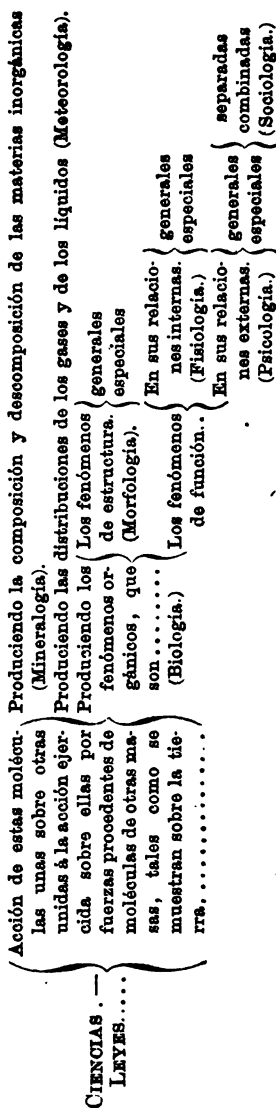 CIENCIAS.—
LEYES.....
Acción de estas molécu-
las unas sobre otras
unidas á la acción ejer-
cida sobre ellas por
fuerzas procedentes de
moléculas de otras ma-
sas, tales como se
muestran sobre la tie-
rra,...............
Produciendo la composición y descomposición de las materias inorgánicas
(Mineralogía).
Produciendo las distribuciones de los gases y de los líquidos (Meteorología).
Produciendo los
fenómenos or-
gánicos, que
son........
(Biología.)
Los fenómenos
de estructura.
(Morfología).
generales
especiales
Los fenómenos
de función..
En sus relacio-
nes internas.
(Fisiología.)
generales
especiales
En sus relacio-
nes externas.
(Psicología.)
generales
especiales
separadas
combinadas
(Sociología.)